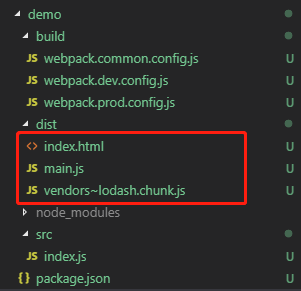 demo
build
JS webpack.common.config.js U
JS webpack.dev.config.js U
JS webpack.prod.config.js U
dist
<> index.html U
JS main.js U
JS vendors~lodash.chunk.js U
node_modules
src
JS index.js U
{} package.json U